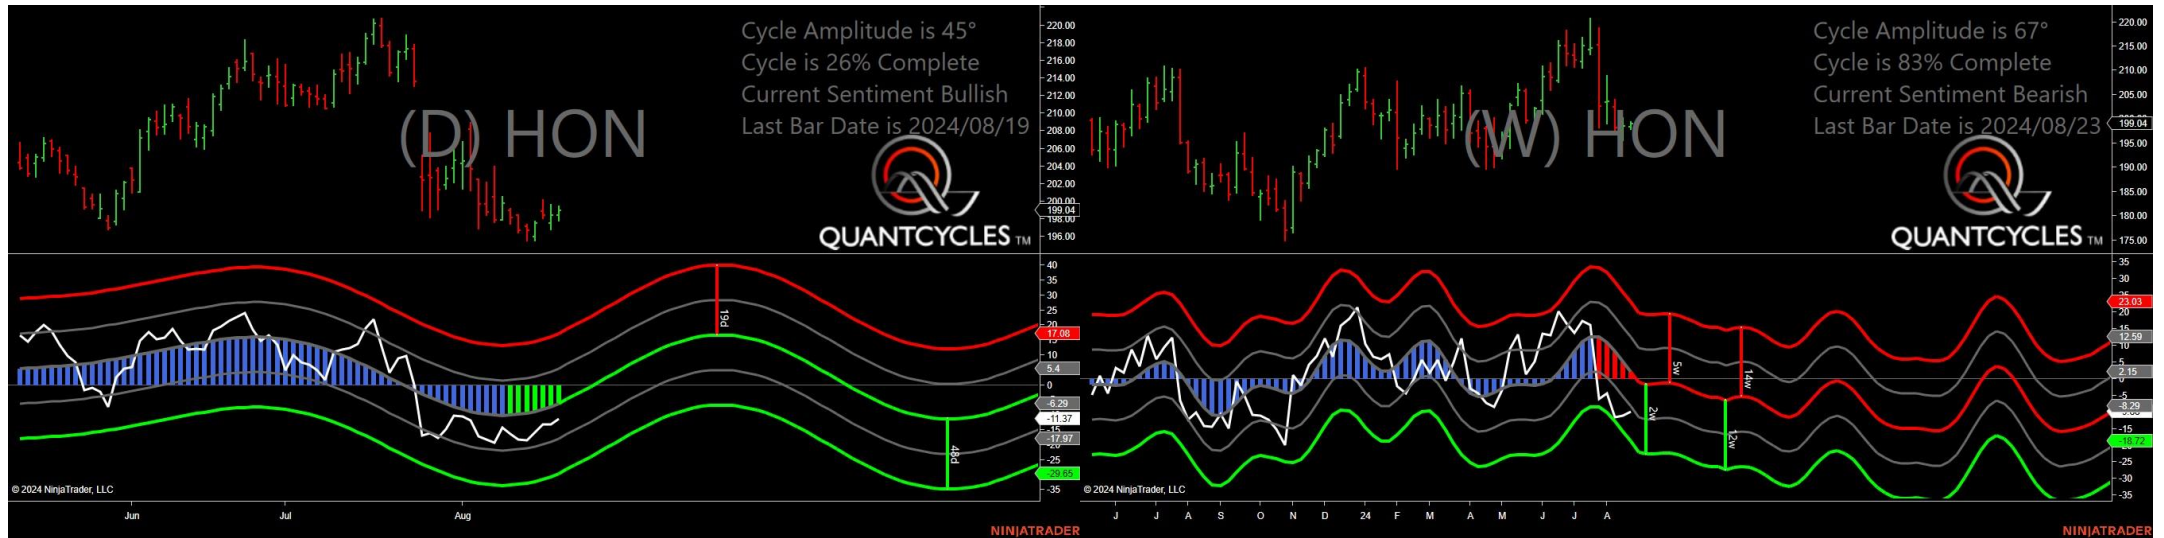 Cycle Amplitude is 45°
Cycle is 26% Complete
Current Sentiment Bullish
Last Bar Date is 2024/08/19
(D) HON
QUANTCYCLES TM
220.00
218.00
216.00
214.00
212.00
210.00
208.00
206.00
204.00
202.00
200.00
199.04
198.00
196.00
40
35
30
25
20
17.08
15
10
5.4
0
-6.29
-11.37
-15
-17.97
-25
-29.65
-35
19d
48d
© 2024 NinjaTrader, LLC
Jun Jul Aug
NINJATRADER
Cycle Amplitude is 67°
Cycle is 83% Complete
Current Sentiment Bearish
Last Bar Date is 2024/08/23
(W) HON
QUANTCYCLES TM
220.00
215.00
210.00
205.00
199.04
195.00
190.00
185.00
180.00
175.00
35
30
25
23.03
20
15
12.59
10
5
2.15
0
-5
-8.29
-15
-18.72
-25
-30
-35
5w
14w
2w
12w
© 2024 NinjaTrader, LLC
J J A S O N D 24 F M A M J J A
NINJATRADER